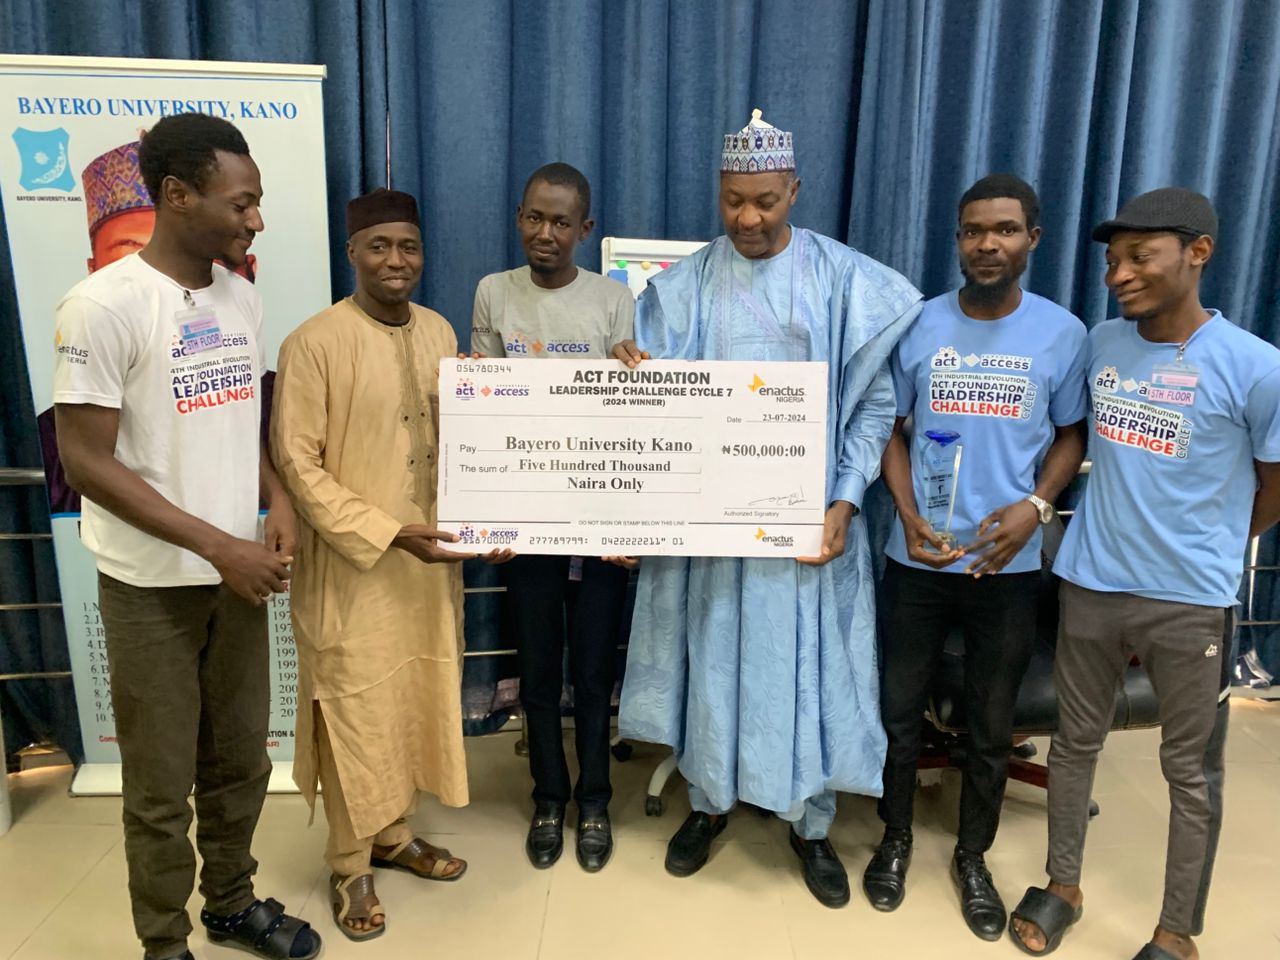 BAYERO UNIVERSITY, KANO
BAYERO UNIVERSITY, KANO.
enactus
5TH FLOOR
act access
4TH INDUSTRIAL REVOLUTION
ACT FOUNDATION
LEADERSHIP
CHALLENGE
act access
056780344
act access
ACT FOUNDATION
LEADERSHIP CHALLENGE CYCLE 7
(2024 WINNER)
enactus
NIGERIA
Date 23-07-2024
Pay Bayero University Kano
₦500,000:00
The sum of Five Hundred Thousand
Naira Only
Authorized Signatory
DO NOT SIGN OR STAMP BELOW THIS LINE
act access
277789799: 0422222211" 01
enactus
NIGERIA
act access
4TH INDUSTRIAL REVOLUTION
ACT FOUNDATION
LEADERSHIP
CHALLENGE
CYCLE 7
1st
act
5TH FLOOR
4TH INDUSTRIAL REVOLUTION
ACT FOUNDATION
LEADERSHIP
CHALLENGE
CYCLE 7